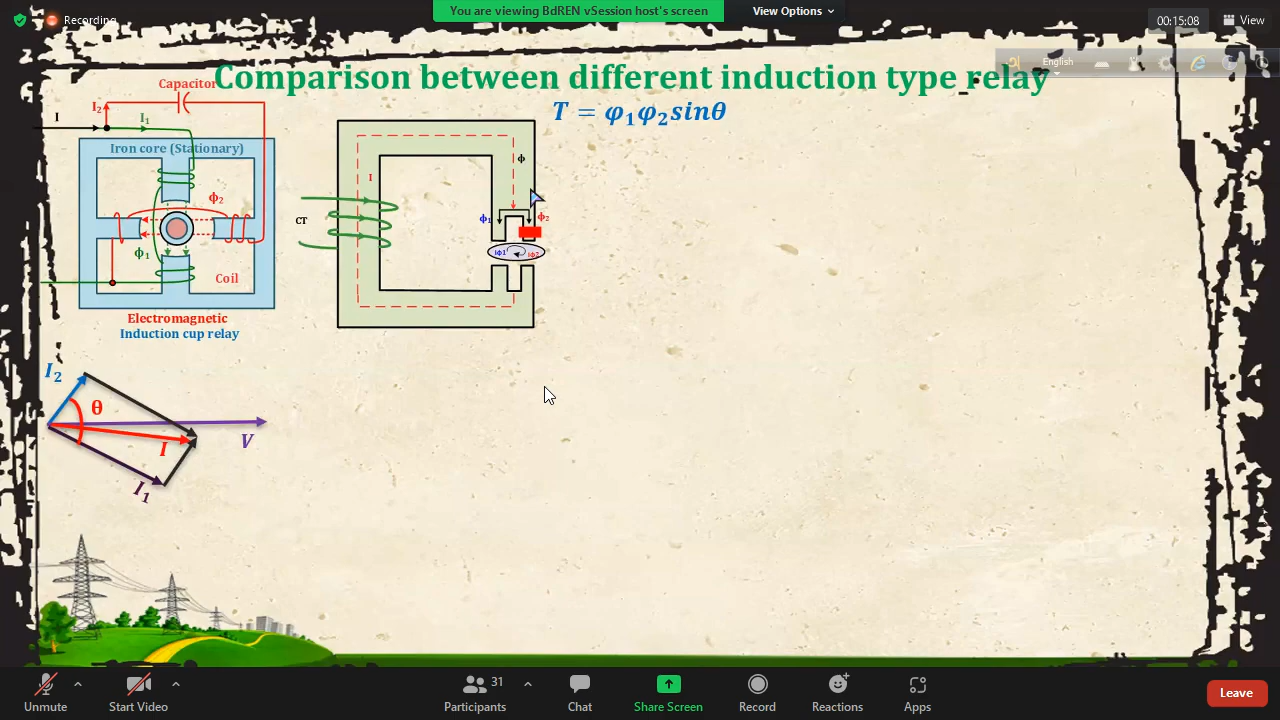 You are viewing BdREN vSession host's screen
View Options
Recording
00:15:08
View
English
Comparison between different induction type relay
T = φ₁φ₂sinθ
Capacitor
I₂
I
I₁
Iron core (Stationary)
ϕ₂
ϕ₁
Coil
Electromagnetic
Induction cup relay
I
ϕ
CT
ϕ₁
ϕ₂
iϕ1
iϕ2
I₂
θ
V
I
I₁
Unmute
Start Video
Participants
31
Chat
Share Screen
Record
Reactions
Apps
Leave